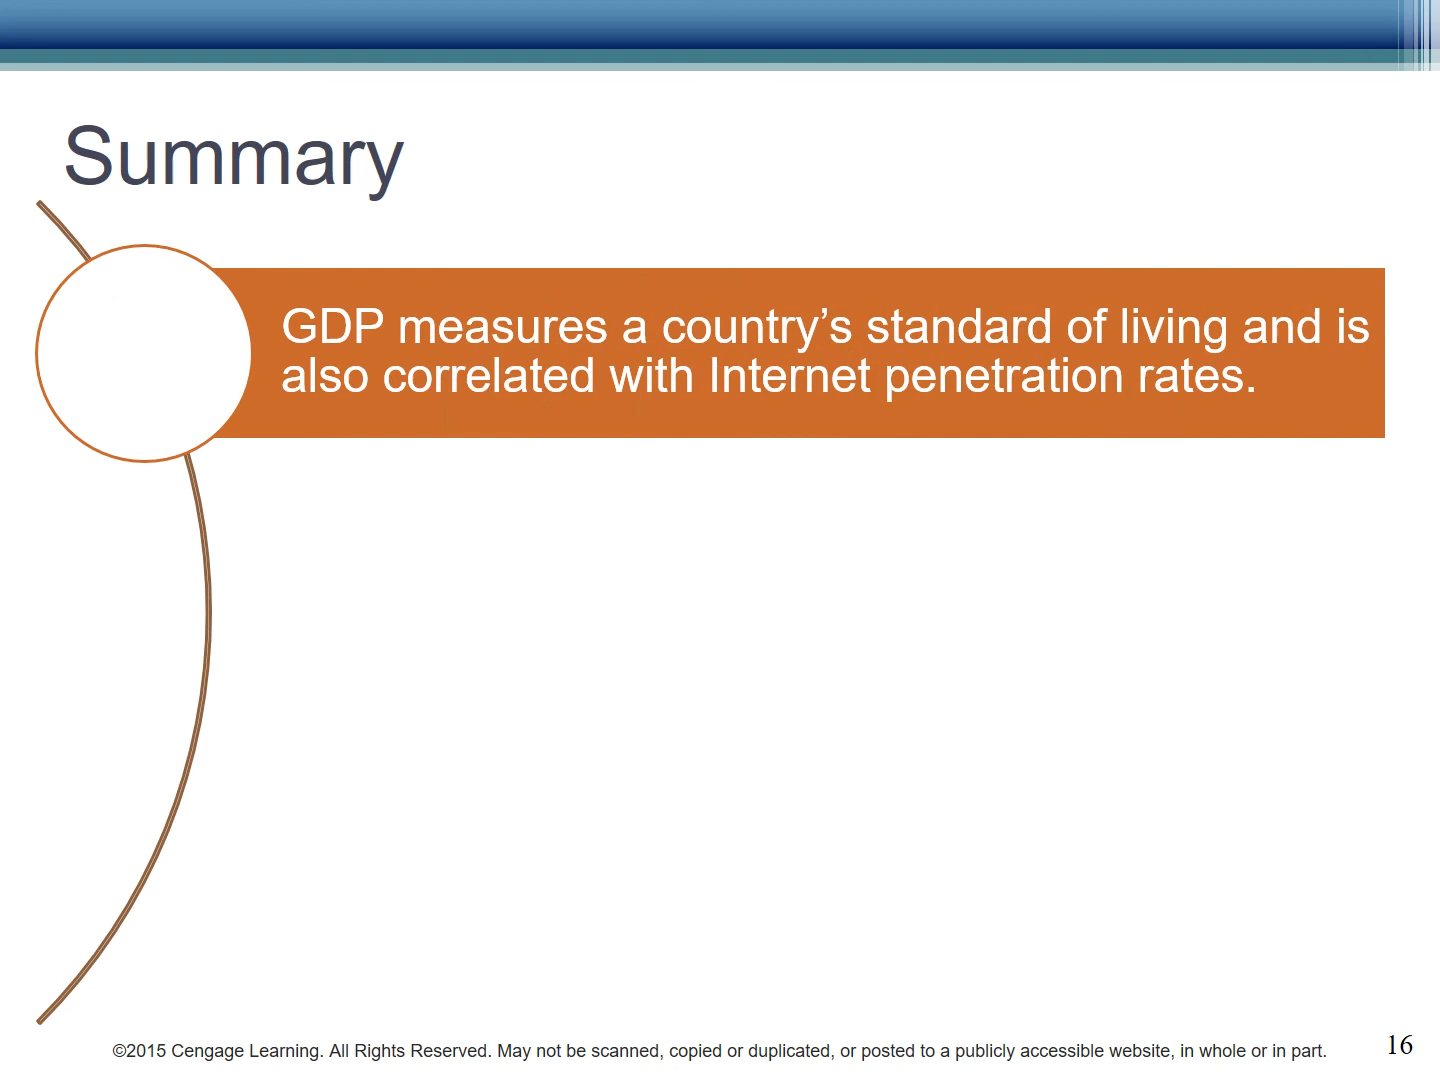 Summary
GDP measures a country’s standard of living and is
also correlated with Internet penetration rates.
©2015 Cengage Learning. All Rights Reserved. May not be scanned, copied or duplicated, or posted to a publicly accessible website, in whole or in part.
16